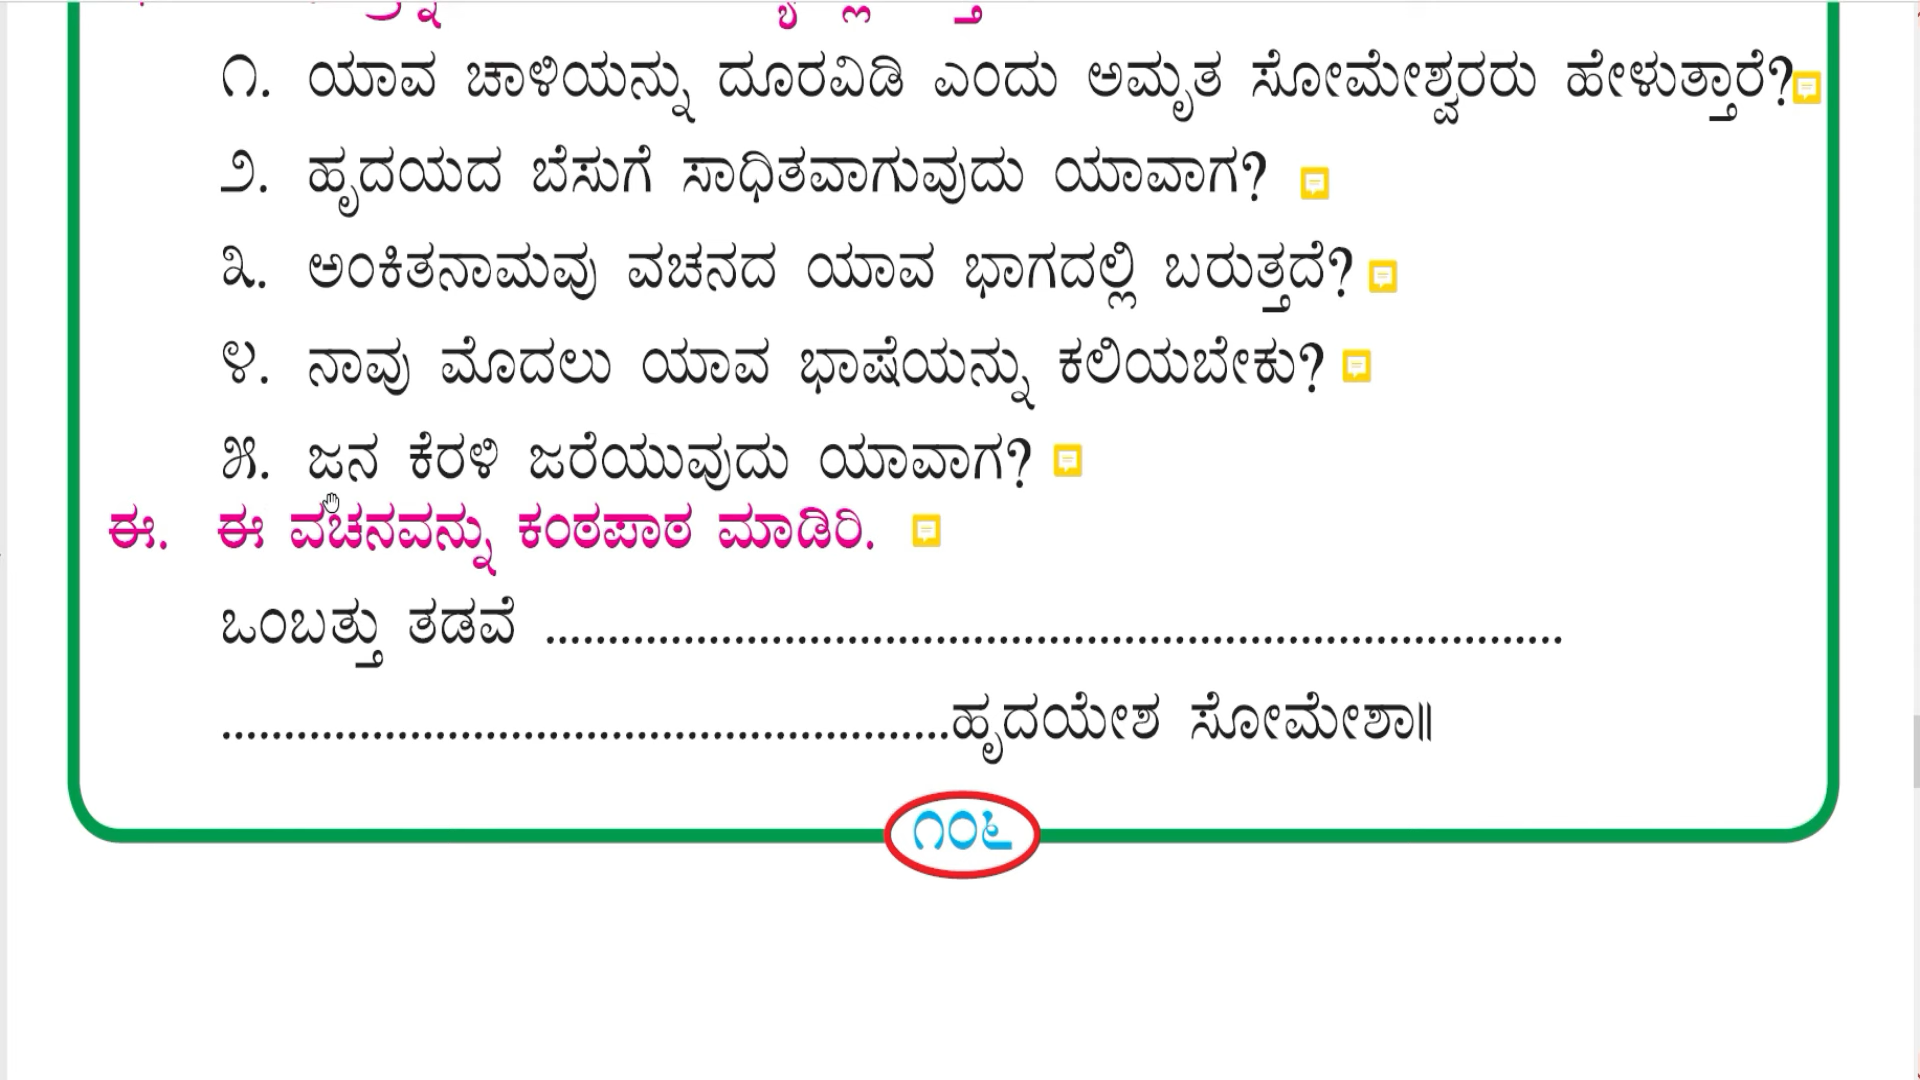 ೧. ಯಾವ ಚಾಳಿಯನ್ನು ದೂರವಿಡಿ ಎಂದು ಅಮೃತ ಸೋಮೇಶ್ವರರು ಹೇಳುತ್ತಾರೆ?
೨. ಹೃದಯದ ಬೆಸುಗೆ ಸಾಧಿತವಾಗುವುದು ಯಾವಾಗ?
೩. ಅಂಕಿತನಾಮವು ವಚನದ ಯಾವ ಭಾಗದಲ್ಲಿ ಬರುತ್ತದೆ?
೪. ನಾವು ಮೊದಲು ಯಾವ ಭಾಷೆಯನ್ನು ಕಲಿಯಬೇಕು?
೫. ಜನ ಕೆರಳಿ ಜರೆಯುವುದು ಯಾವಾಗ?
ಈ. ಈ ವಚನವನ್ನು ಕಂಠಪಾಠ ಮಾಡಿರಿ.
ಒಂಬತ್ತು ತಡವೆ .................................................................................
..........................................................ಹೃದಯೇಶ ಸೋಮೇಶಾ॥
೧೦೬